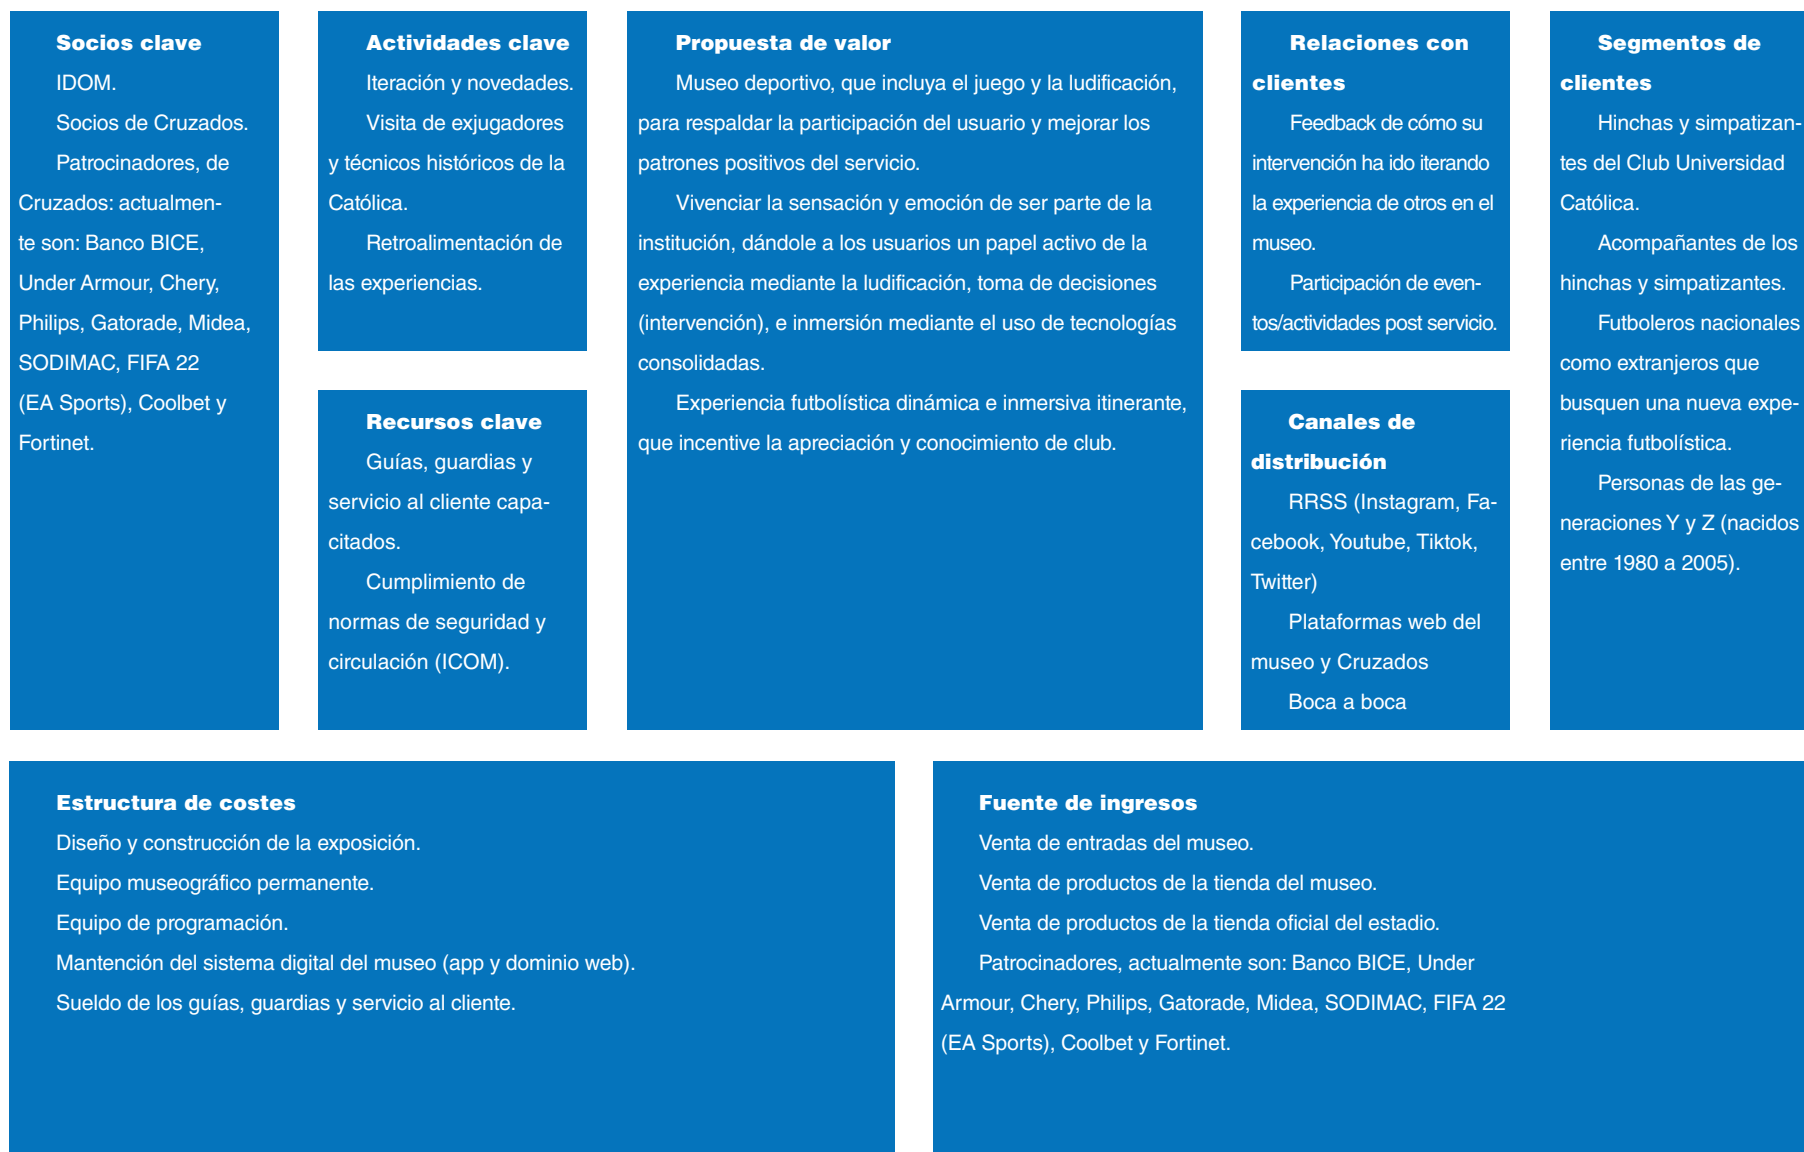 Socios clave
IDOM.
Socios de Cruzados.
Patrocinadores, de
Cruzados: actualmen-
te son: Banco BICE,
Under Armour, Chery,
Philips, Gatorade, Midea,
SODIMAC, FIFA 22
(EA Sports), Coolbet y
Fortinet.
Actividades clave
Iteración y novedades.
Visita de exjugadores
y técnicos históricos de la
Católica.
Retroalimentación de
las experiencias.
Recursos clave
Guías, guardias y
servicio al cliente capa-
citados.
Cumplimiento de
normas de seguridad y
circulación (ICOM).
Propuesta de valor
Museo deportivo, que incluya el juego y la ludificación,
para respaldar la participación del usuario y mejorar los
patrones positivos del servicio.
Vivenciar la sensación y emoción de ser parte de la
institución, dándole a los usuarios un papel activo de la
experiencia mediante la ludificación, toma de decisiones
(intervención), e inmersión mediante el uso de tecnologías
consolidadas.
Experiencia futbolística dinámica e inmersiva itinerante,
que incentive la apreciación y conocimiento de club.
Relaciones con
clientes
Feedback de cómo su
intervención ha ido iterando
la experiencia de otros en el
museo.
Participación de even-
tos/actividades post servicio.
Canales de
distribución
RRSS (Instagram, Fa-
cebook, Youtube, Tiktok,
Twitter)
Plataformas web del
museo y Cruzados
Boca a boca
Segmentos de
clientes
Hinchas y simpatizan-
tes del Club Universidad
Católica.
Acompañantes de los
hinchas y simpatizantes.
Futboleros nacionales
como extranjeros que
busquen una nueva expe-
riencia futbolística.
Personas de las ge-
neraciones Y y Z (nacidos
entre 1980 a 2005).
Estructura de costes
Diseño y construcción de la exposición.
Equipo museográfico permanente.
Equipo de programación.
Mantención del sistema digital del museo (app y dominio web).
Sueldo de los guías, guardias y servicio al cliente.
Fuente de ingresos
Venta de entradas del museo.
Venta de productos de la tienda del museo.
Venta de productos de la tienda oficial del estadio.
Patrocinadores, actualmente son: Banco BICE, Under
Armour, Chery, Philips, Gatorade, Midea, SODIMAC, FIFA 22
(EA Sports), Coolbet y Fortinet.